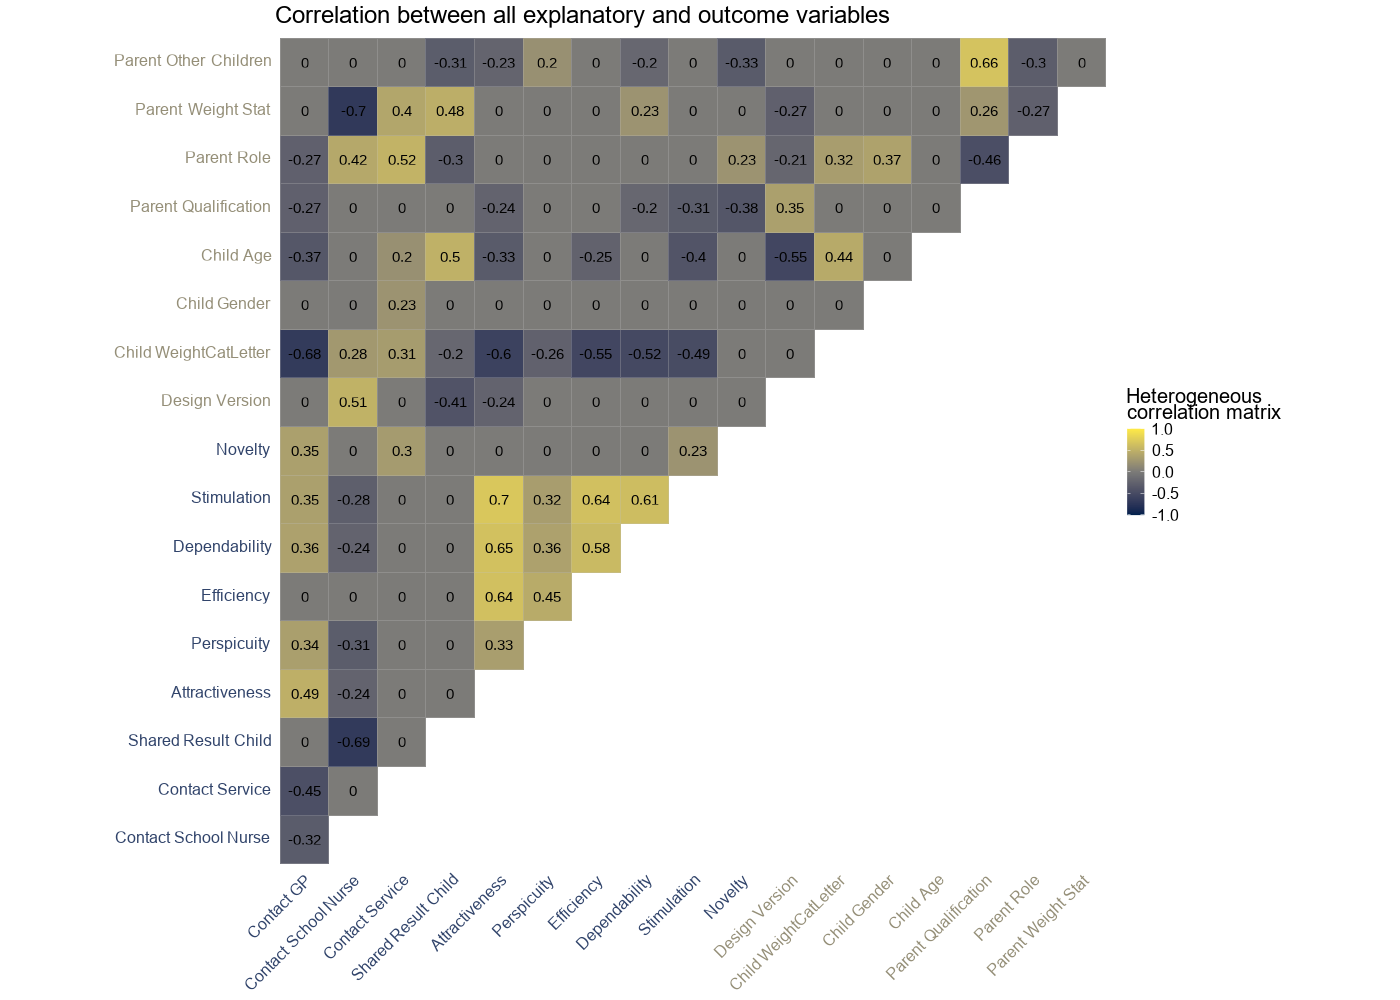 Correlation between all explanatory and outcome variables
Parent Other Children 0 0 0 -0.31 -0.23 0.2 0 -0.2 0 -0.33 0 0 0 0 0.66 -0.3 0
Parent Weight Stat 0 -0.7 0.4 0.48 0 0 0 0.23 0 0 -0.27 0 0 0 0.26 -0.27
Parent Role -0.27 0.42 0.52 -0.3 0 0 0 0 0 0.23 -0.21 0.32 0.37 0 -0.46
Parent Qualification -0.27 0 0 0 -0.24 0 0 -0.2 -0.31 -0.38 0.35 0 0 0
Child Age -0.37 0 0.2 0.5 -0.33 0 -0.25 0 -0.4 0 -0.55 0.44 0
Child Gender 0 0 0.23 0 0 0 0 0 0 0 0 0
Child WeightCatLetter -0.68 0.28 0.31 -0.2 -0.6 -0.26 -0.55 -0.52 -0.49 0 0
Design Version 0 0.51 0 -0.41 -0.24 0 0 0 0 0
Novelty 0.35 0 0.3 0 0 0 0 0 0.23
Stimulation 0.35 -0.28 0 0 0.7 0.32 0.64 0.61
Dependability 0.36 -0.24 0 0 0.65 0.36 0.58
Efficiency 0 0 0 0 0.64 0.45
Perspicuity 0.34 -0.31 0 0 0.33
Attractiveness 0.49 -0.24 0 0
Shared Result Child 0 -0.69 0
Contact Service -0.45 0
Contact School Nurse -0.32
Contact GP
Contact School Nurse
Contact Service
Shared Result Child
Attractiveness
Perspicuity
Efficiency
Dependability
Stimulation
Novelty
Design Version
Child WeightCatLetter
Child Gender
Child Age
Parent Qualification
Parent Role
Parent Weight Stat
Heterogeneous
correlation matrix
1.0
0.5
0.0
-0.5
-1.0